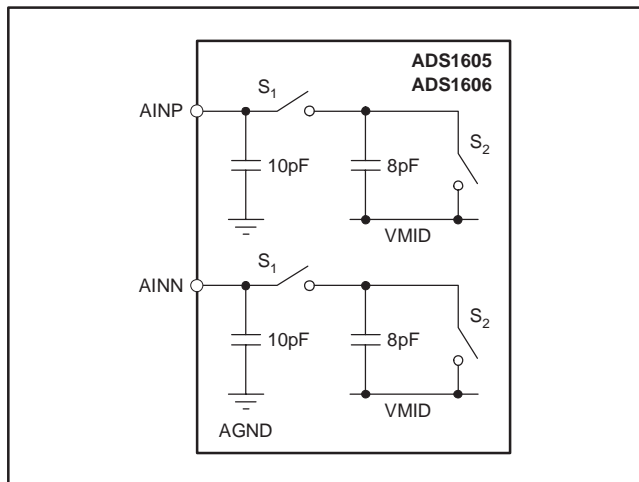 ADS1605
ADS1606
S1
AINP
S2
10pF
8pF
VMID
S1
AINN
S2
10pF
8pF
VMID
AGND